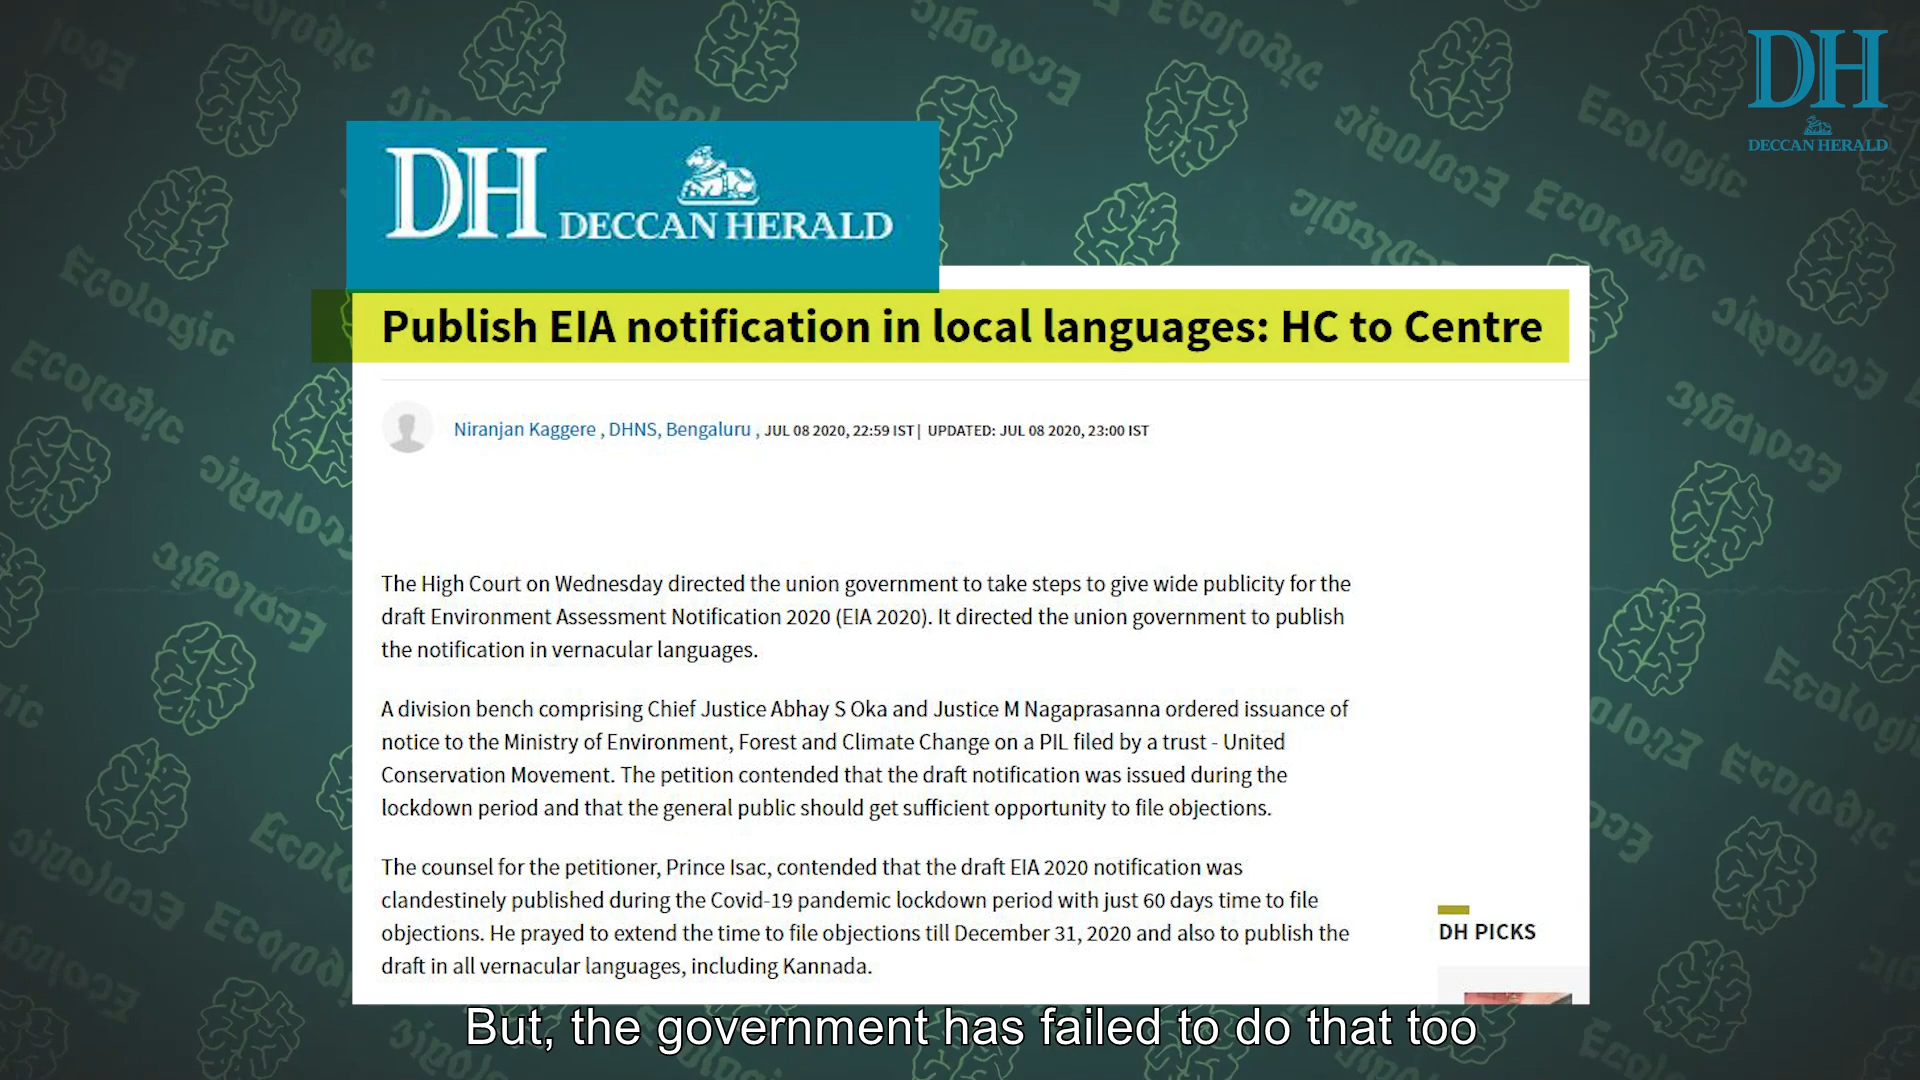 DH
DECCAN HERALD
DH DECCAN HERALD
Publish EIA notification in local languages: HC to Centre
Niranjan Kaggere , DHNS, Bengaluru , JUL 08 2020, 22:59 IST | UPDATED: JUL 08 2020, 23:00 IST
The High Court on Wednesday directed the union government to take steps to give wide publicity for the
draft Environment Assessment Notification 2020 (EIA 2020). It directed the union government to publish
the notification in vernacular languages.
A division bench comprising Chief Justice Abhay S Oka and Justice M Nagaprasanna ordered issuance of
notice to the Ministry of Environment, Forest and Climate Change on a PIL filed by a trust - United
Conservation Movement. The petition contended that the draft notification was issued during the
lockdown period and that the general public should get sufficient opportunity to file objections.
The counsel for the petitioner, Prince Isac, contended that the draft EIA 2020 notification was
clandestinely published during the Covid-19 pandemic lockdown period with just 60 days time to file
objections. He prayed to extend the time to file objections till December 31, 2020 and also to publish the
draft in all vernacular languages, including Kannada.
DH PICKS
But, the government has failed to do that too